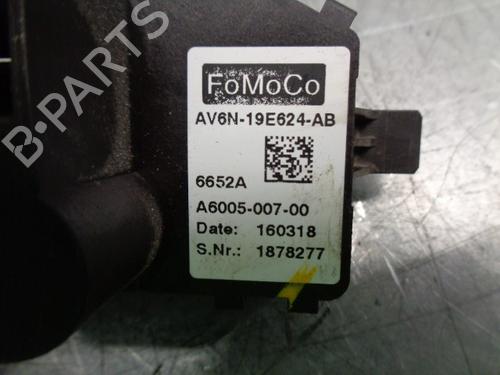 FoMoCo
AV6N-19E624-AB
6652A
A6005-007-00
Date: 160318
S.Nr.: 1878277
B-PARTS